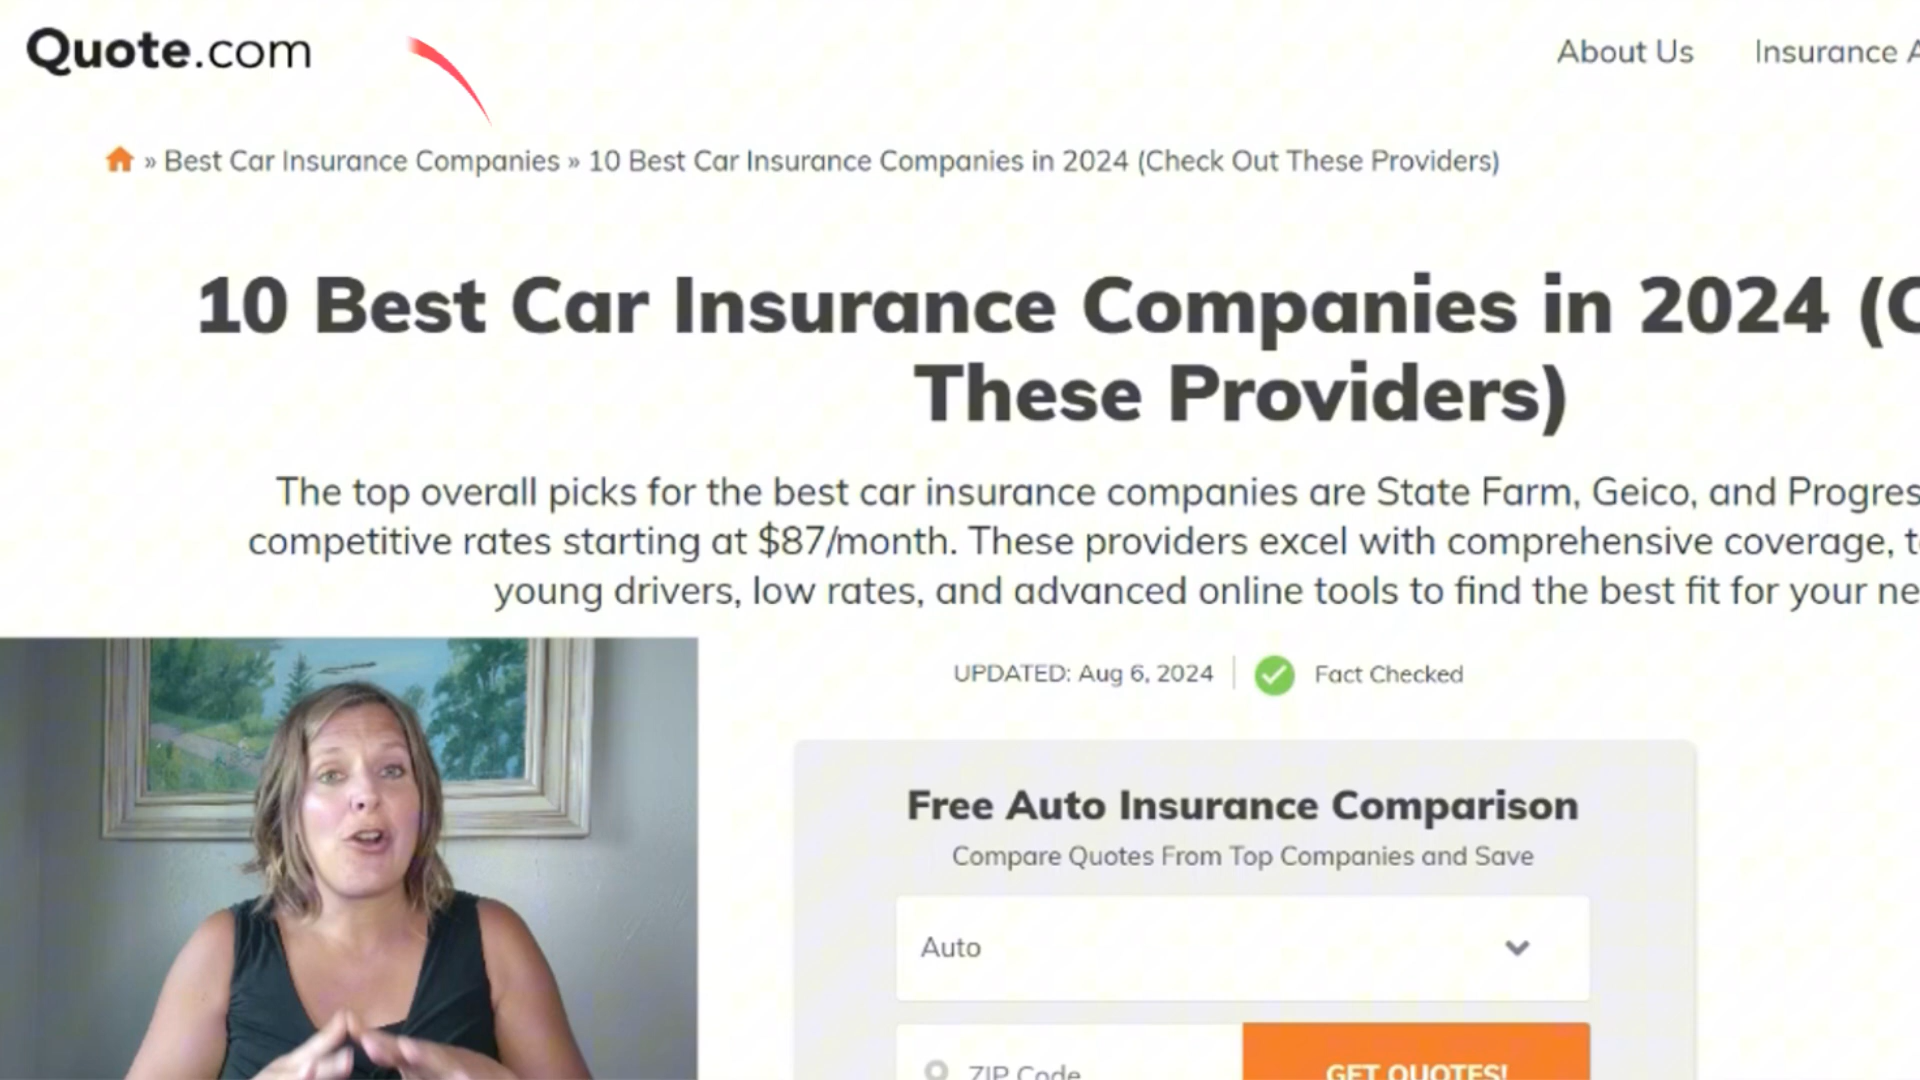 Quote.com
About Us Insurance
» Best Car Insurance Companies » 10 Best Car Insurance Companies in 2024 (Check Out These Providers)
10 Best Car Insurance Companies in 2024 (
These Providers)
The top overall picks for the best car insurance companies are State Farm, Geico, and Progres
competitive rates starting at $87/month. These providers excel with comprehensive coverage,
young drivers, low rates, and advanced online tools to find the best fit for your ne
UPDATED: Aug 6, 2024 Fact Checked
Free Auto Insurance Comparison
Compare Quotes From Top Companies and Save
Auto
ZIP Code GET QUOTES!